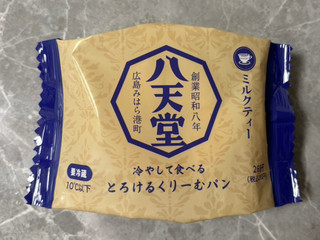 創業昭和八年
八天堂
広島みはら港町
ミルクティー
要冷蔵
10℃以下
冷やして食べる
とろけるくりーむパン